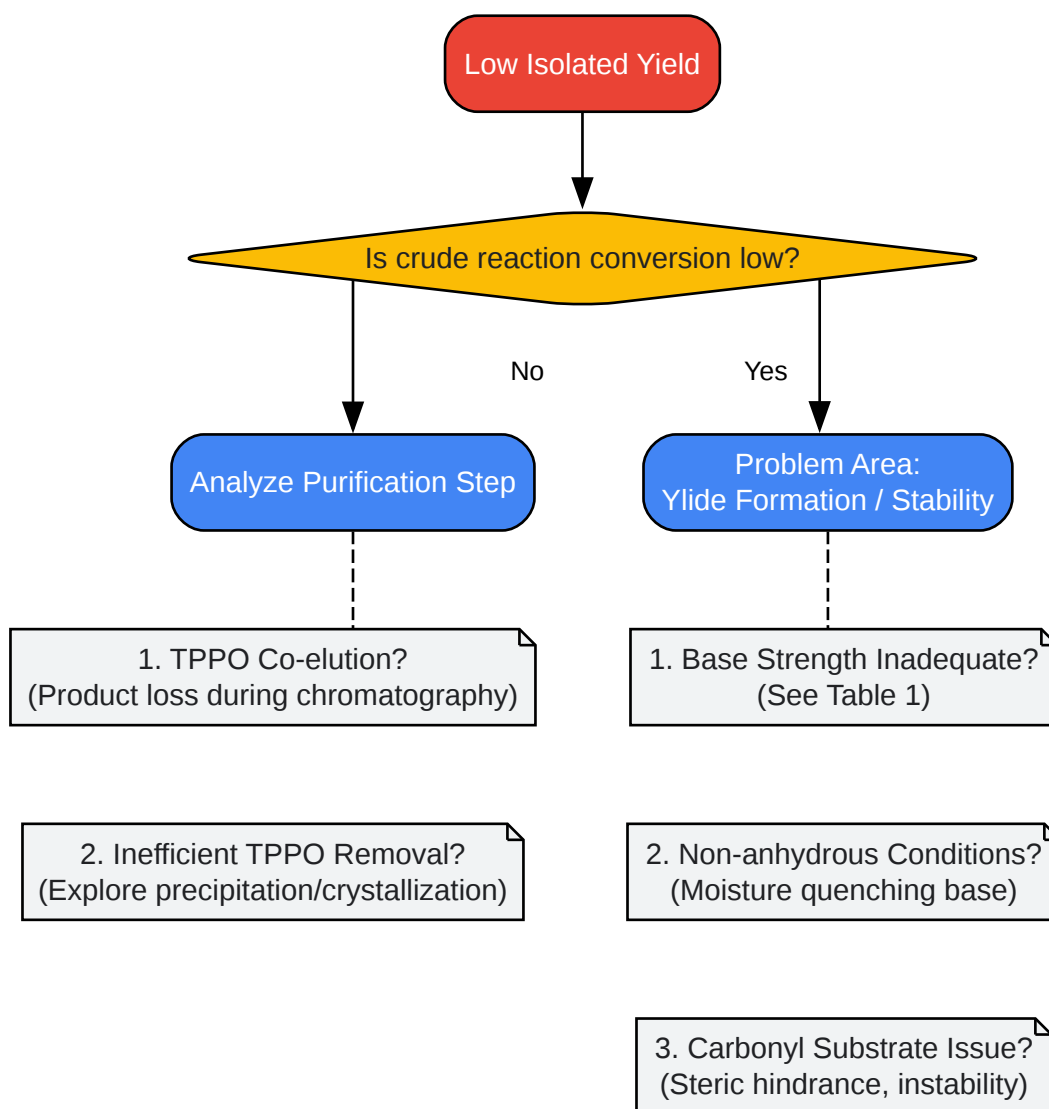 Low Isolated Yield
Is crude reaction conversion low?
No
Yes
Analyze Purification Step
Problem Area:
Ylide Formation / Stability
1. TPPO Co-elution?
(Product loss during chromatography)
1. Base Strength Inadequate?
(See Table 1)
2. Inefficient TPPO Removal?
(Explore precipitation/crystallization)
2. Non-anhydrous Conditions?
(Moisture quenching base)
3. Carbonyl Substrate Issue?
(Steric hindrance, instability)